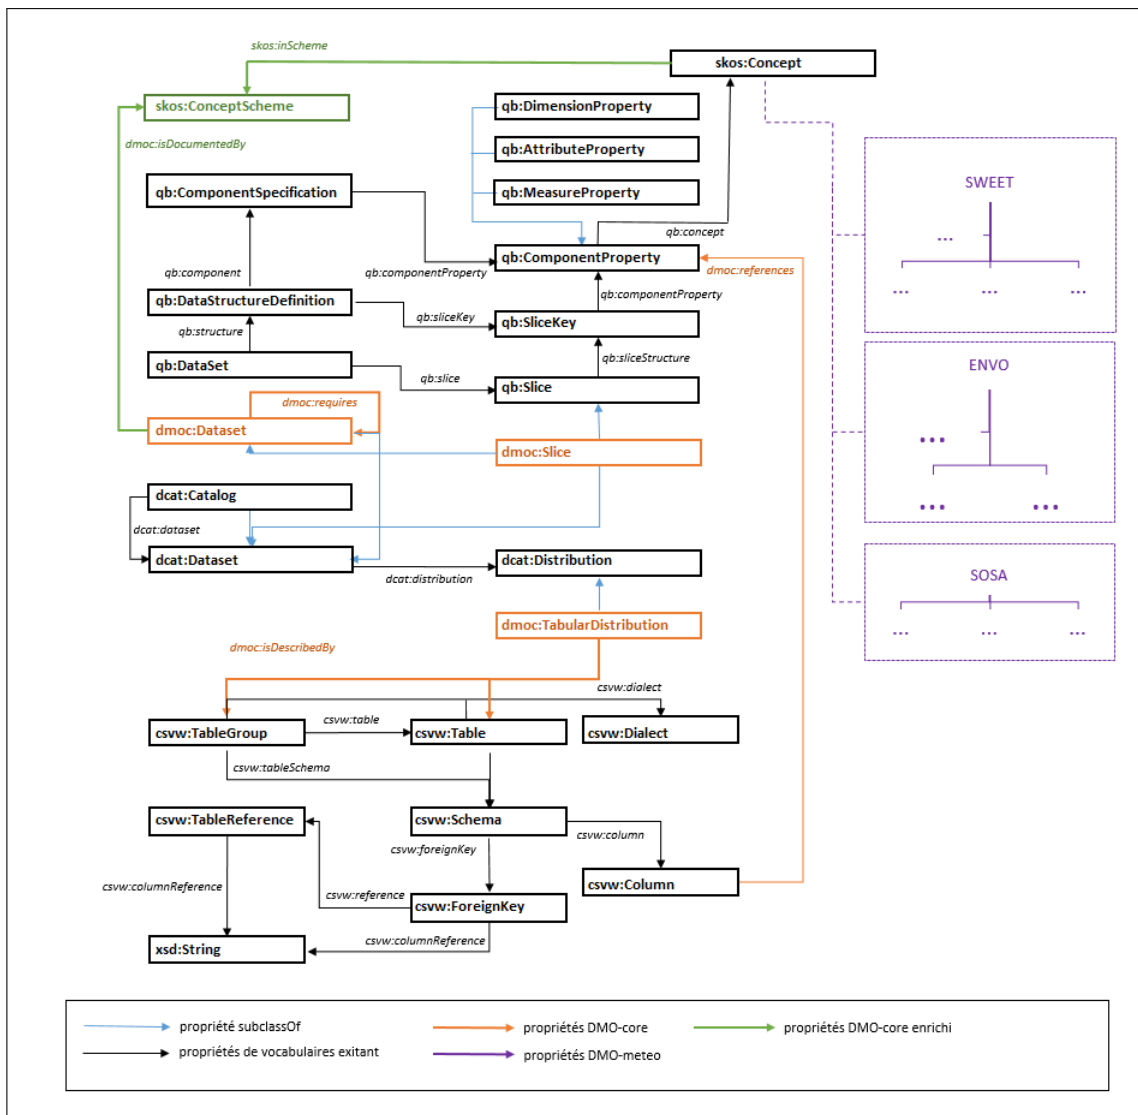 skos:inScheme
skos:Concept
skos:ConceptScheme
qb:DimensionProperty
dmoc:isDocumentedBy
qb:AttributeProperty
SWEET
qb:ComponentSpecification
qb:MeasureProperty
qb:concept
...
qb:ComponentProperty
qb:component
qb:componentProperty
dmoc:references
... ... ...
qb:DataStructureDefinition
qb:componentProperty
qb:sliceKey
qb:SliceKey
qb:structure
qb:DataSet
qb:sliceStructure
ENVO
qb:slice
qb:Slice
dmoc:requires
dmoc:Dataset
...
dmoc:Slice
dcat:Catalog
... ...
dcat:dataset
dcat:Dataset
dcat:Distribution
dcat:distribution
SOSA
dmoc:TabularDistribution
... ... ...
dmoc:isDescribedBy
csvw:dialect
csvw:table
csvw:TableGroup
csvw:Table
csvw:Dialect
csvw:tableSchema
csvw:TableReference
csvw:Schema
csvw:column
csvw:foreignKey
csvw:columnReference
csvw:reference
csvw:Column
csvw:ForeignKey
csvw:columnReference
xsd:String
propriété subclassOf
propriétés DMO-core
propriétés DMO-core enrichi
propriétés de vocabulaires exitant
propriétés DMO-meteo